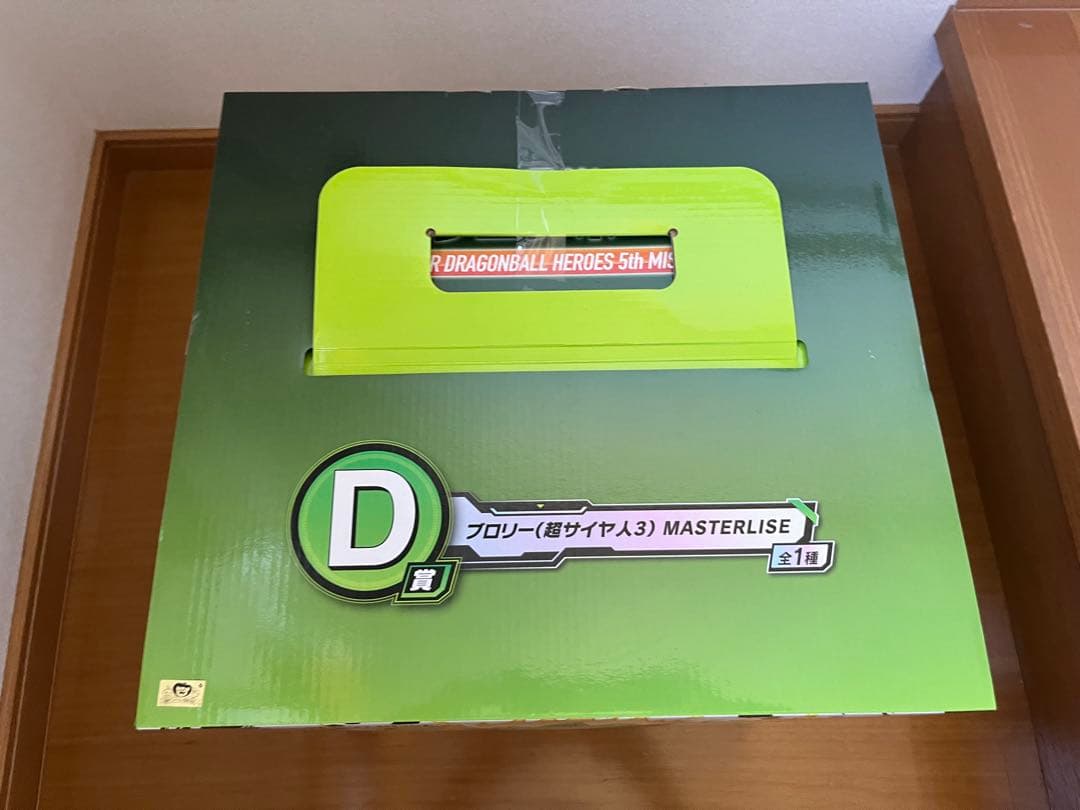 R DRAGONBALL HEROES 5th MIS
D
賞
ブロリー(超サイヤ人3) MASTERLISE
全1種